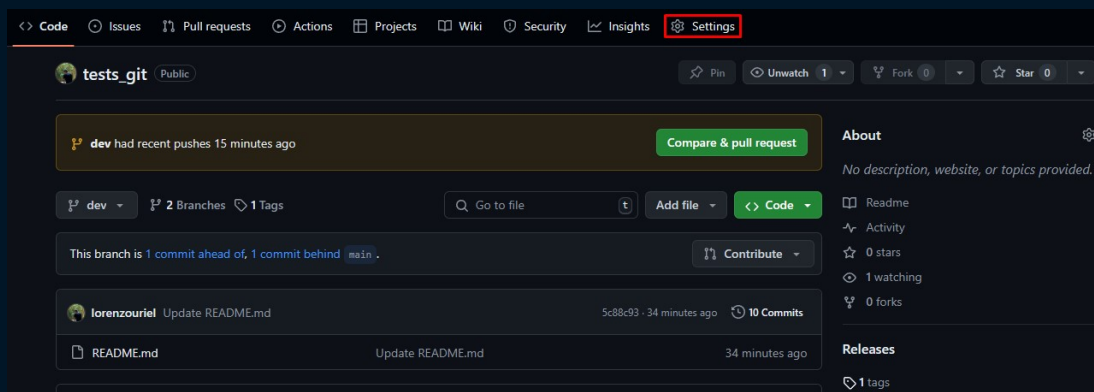 Code Issues Pull requests Actions Projects Wiki Security Insights Settings
tests_git Public Pin Unwatch 1 Fork 0 Star 0
dev had recent pushes 15 minutes ago Compare & pull request
About
No description, website, or topics provided.
dev 2 Branches 1 Tags Go to file t Add file Code
Readme
Activity
This branch is 1 commit ahead of, 1 commit behind main . Contribute
0 stars
1 watching
0 forks
lorenzouriel Update README.md 5c88c93 · 34 minutes ago 10 Commits
README.md Update README.md 34 minutes ago
Releases
1 tags